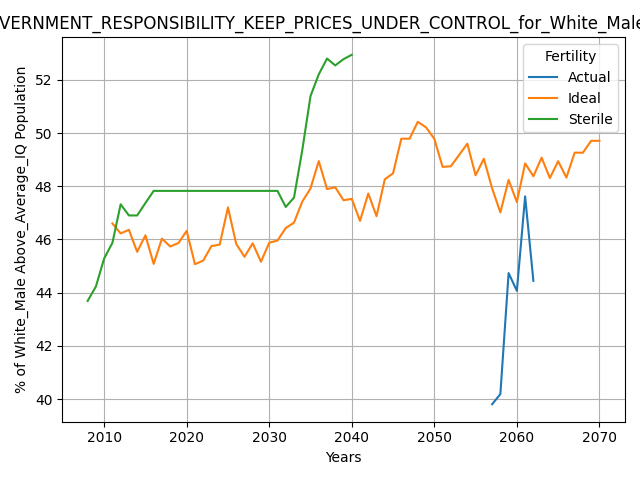 VERNMENT_RESPONSIBILITY_KEEP_PRICES_UNDER_CONTROL_for_White_Male
Fertility
Actual
Ideal
Sterile
% of White_Male Above_Average_IQ Population
52
50
48
46
44
42
40
2010 2020 2030 2040 2050 2060 2070
Years